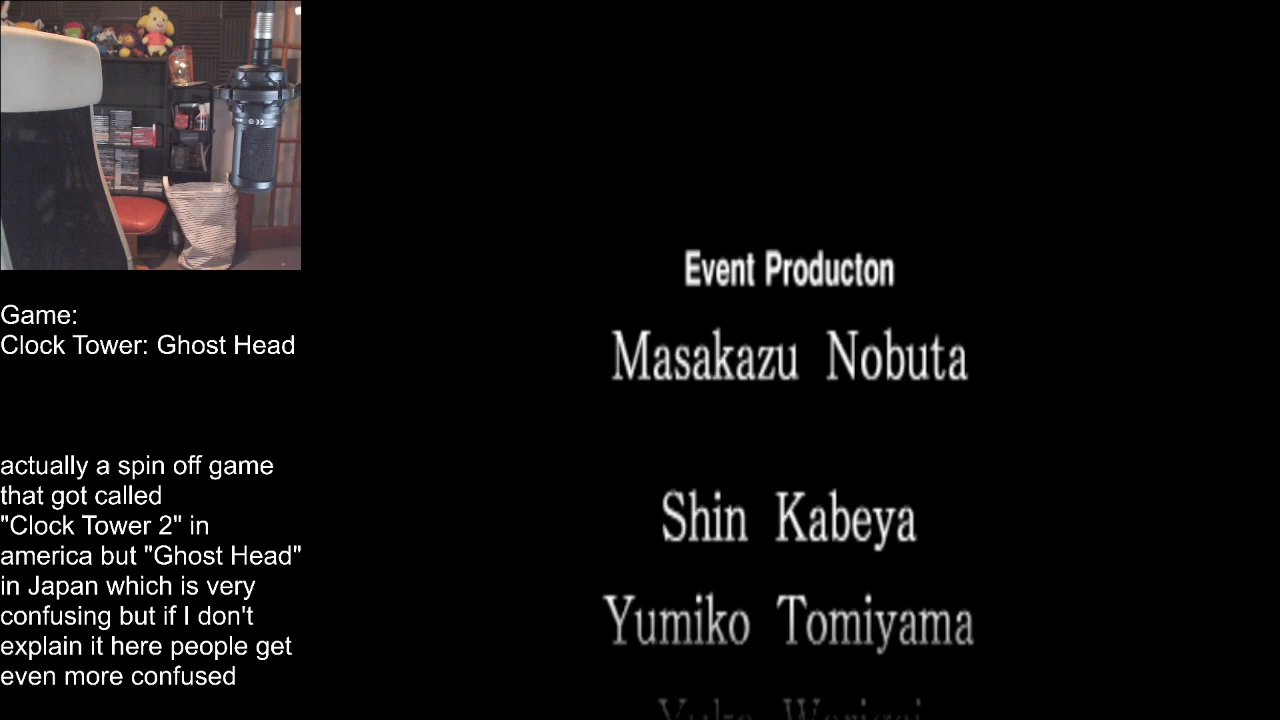 Game:
Clock Tower: Ghost Head
actually a spin off game
that got called
"Clock Tower 2" in
america but "Ghost Head"
in Japan which is very
confusing but if I don't
explain it here people get
even more confused
Event Producton
Masakazu Nobuta
Shin Kabeya
Yumiko Tomiyama